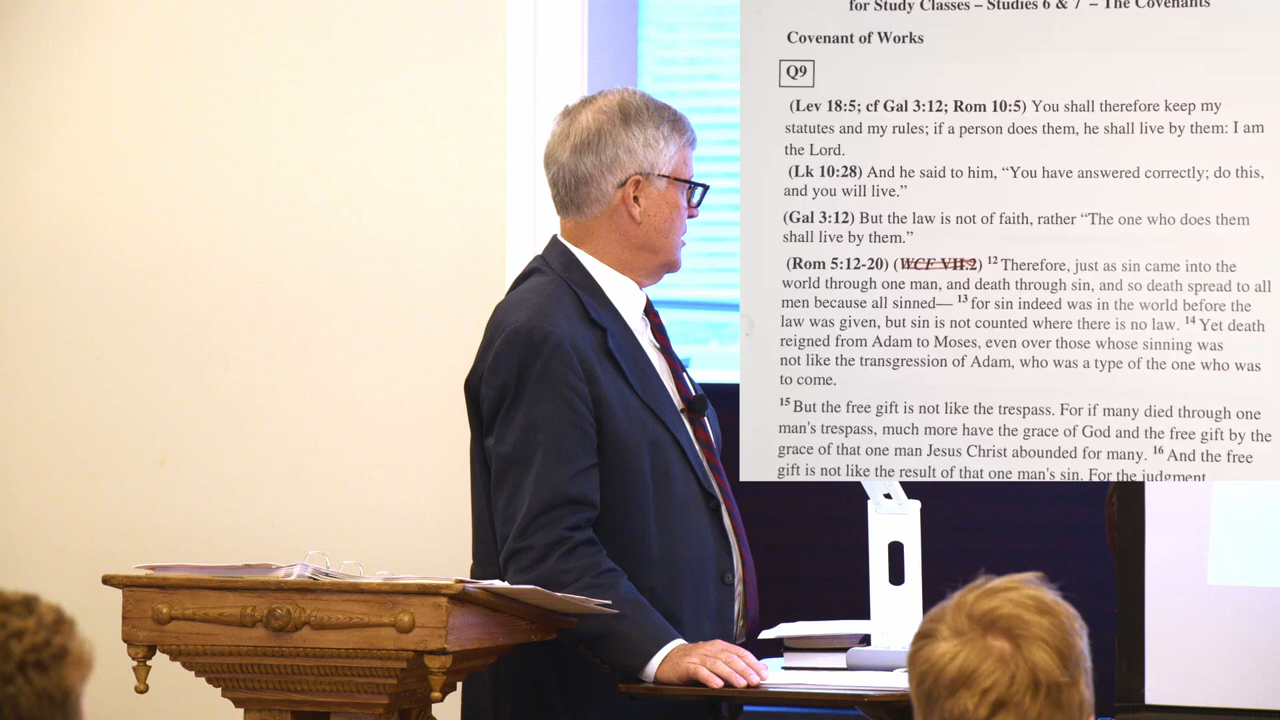 for Study Classes – Studies 6 & 7 – The Covenants
Covenant of Works
Q9
(Lev 18:5; cf Gal 3:12; Rom 10:5) You shall therefore keep my
statutes and my rules; if a person does them, he shall live by them: I am
the Lord.
(Lk 10:28) And he said to him, “You have answered correctly; do this,
and you will live.”
(Gal 3:12) But the law is not of faith, rather “The one who does them
shall live by them.”
(Rom 5:12-20) (WCF VII.2) 12 Therefore, just as sin came into the
world through one man, and death through sin, and so death spread to all
men because all sinned— 13 for sin indeed was in the world before the
law was given, but sin is not counted where there is no law. 14 Yet death
reigned from Adam to Moses, even over those whose sinning was
not like the transgression of Adam, who was a type of the one who was
to come.
15 But the free gift is not like the trespass. For if many died through one
man's trespass, much more have the grace of God and the free gift by the
grace of that one man Jesus Christ abounded for many. 16 And the free
gift is not like the result of that one man's sin. For the judgment